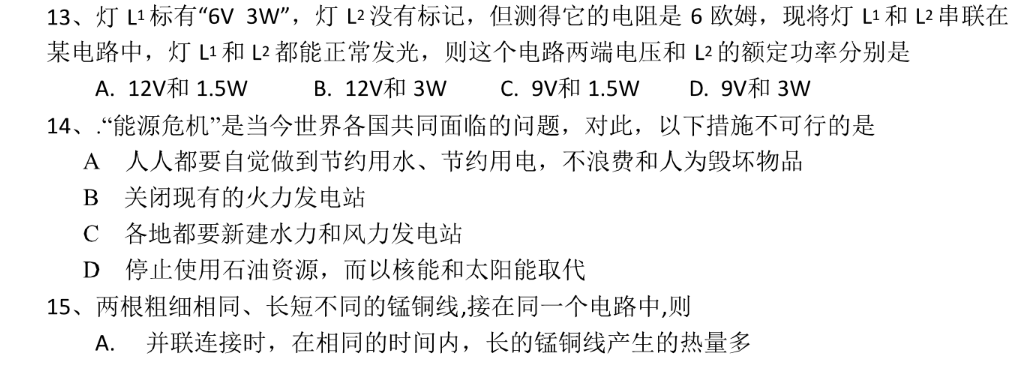 13、灯 L1 标有“6V 3W”，灯 L2 没有标记，但测得它的电阻是 6 欧姆，现将灯 L1 和 L2 串联在
某电路中，灯 L1 和 L2 都能正常发光，则这个电路两端电压和 L2 的额定功率分别是
A. 12V和 1.5W B. 12V和 3W C. 9V和 1.5W D. 9V和 3W
14、.“能源危机”是当今世界各国共同面临的问题，对此，以下措施不可行的是
A 人人都要自觉做到节约用水、节约用电，不浪费和人为毁坏物品
B 关闭现有的火力发电站
C 各地都要新建水力和风力发电站
D 停止使用石油资源，而以核能和太阳能取代
15、两根粗细相同、长短不同的锰铜线,接在同一个电路中,则
A. 并联连接时，在相同的时间内，长的锰铜线产生的热量多